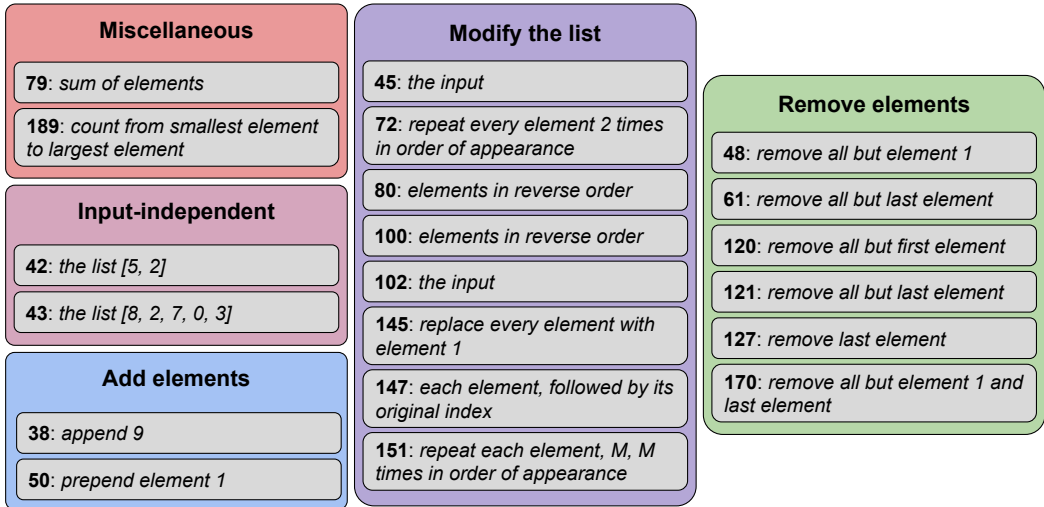 Miscellaneous
79: sum of elements
189: count from smallest element
to largest element
Input-independent
42: the list [5, 2]
43: the list [8, 2, 7, 0, 3]
Add elements
38: append 9
50: prepend element 1
Modify the list
45: the input
72: repeat every element 2 times
in order of appearance
80: elements in reverse order
100: elements in reverse order
102: the input
145: replace every element with
element 1
147: each element, followed by its
original index
151: repeat each element, M, M
times in order of appearance
Remove elements
48: remove all but element 1
61: remove all but last element
120: remove all but first element
121: remove all but last element
127: remove last element
170: remove all but element 1 and
last element